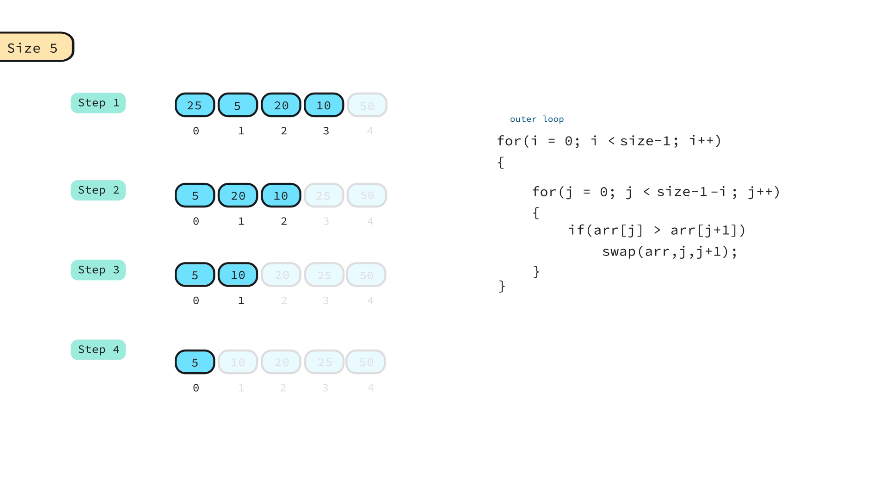 Size 5
Step 1
25 5 20 10 50
0 1 2 3 4
Step 2
5 20 10 25 50
0 1 2 3 4
Step 3
5 10 20 25 50
0 1 2 3 4
Step 4
5 10 20 25 50
0 1 2 3 4
outer loop
for(i = 0; i < size-1; i++)
{
for(j = 0; j < size-1-i; j++)
{
if(arr[j] > arr[j+1])
swap(arr,j,j+1);
}
}